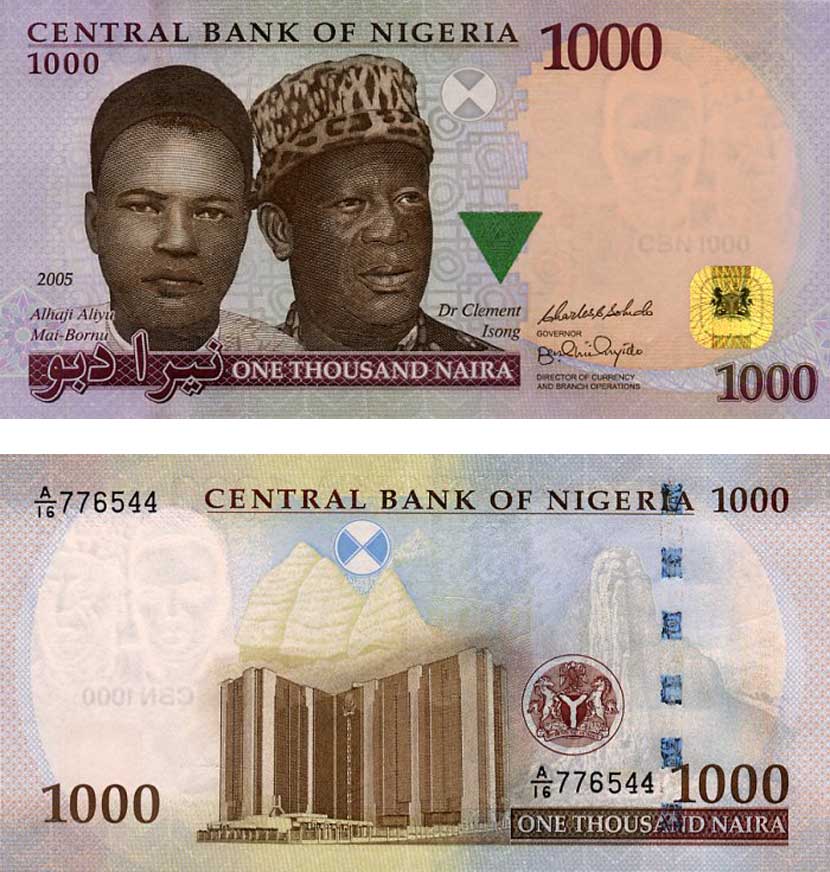 CENTRAL BANK OF NIGERIA
1000
1000
CBN 1000
2005
Alhaji Aliyu
Mai-Bornu
Dr Clement
Isong
GOVERNOR
DIRECTOR OF CURRENCY
AND BRANCH OPERATIONS
نيرا دبو
ONE THOUSAND NAIRA
1000
A/16 776544
CENTRAL BANK OF NIGERIA 1000
CBN 1000
A/16 776544
1000
1000
ONE THOUSAND NAIRA